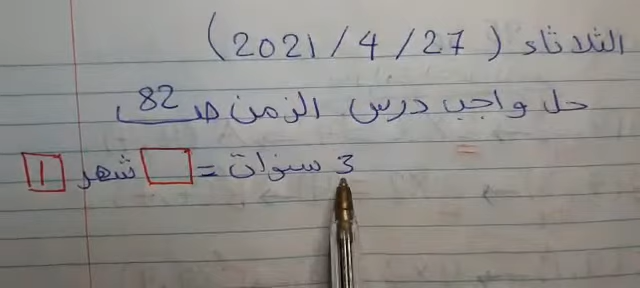 الثلاثاء (27 / 4 / 2021)
حل واجب درس الزمن ص 82
3 سنوات = شهر 1